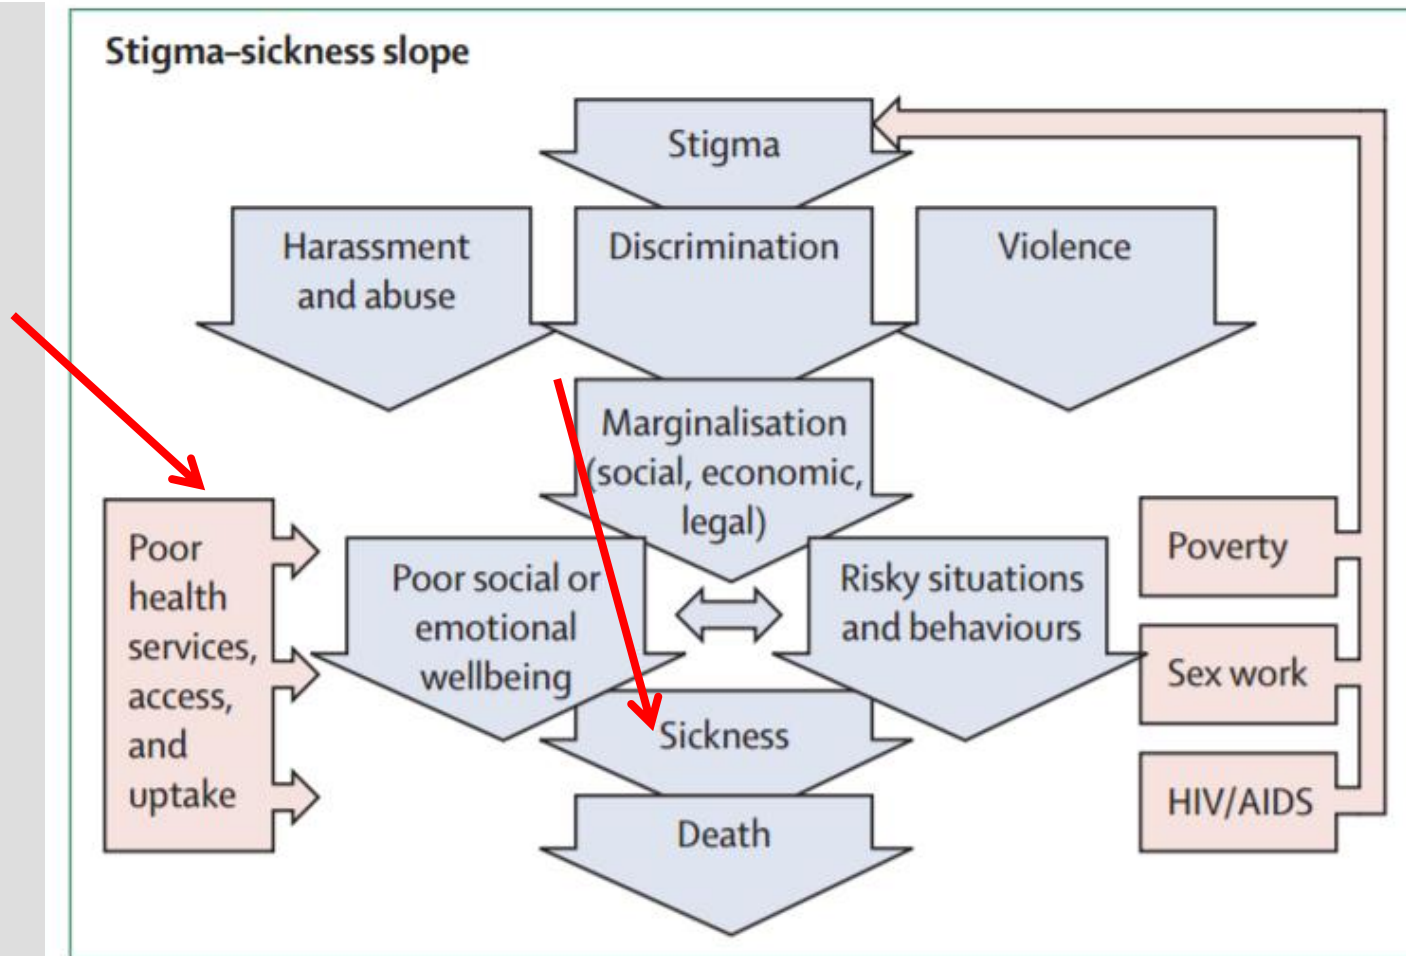 Stigma–sickness slope
Stigma
Harassment
and abuse
Discrimination
Violence
Marginalisation
(social, economic,
legal)
Poor
health
services,
access,
and
uptake
Poor social or
emotional
wellbeing
Risky situations
and behaviours
Poverty
Sex work
HIV/AIDS
Sickness
Death